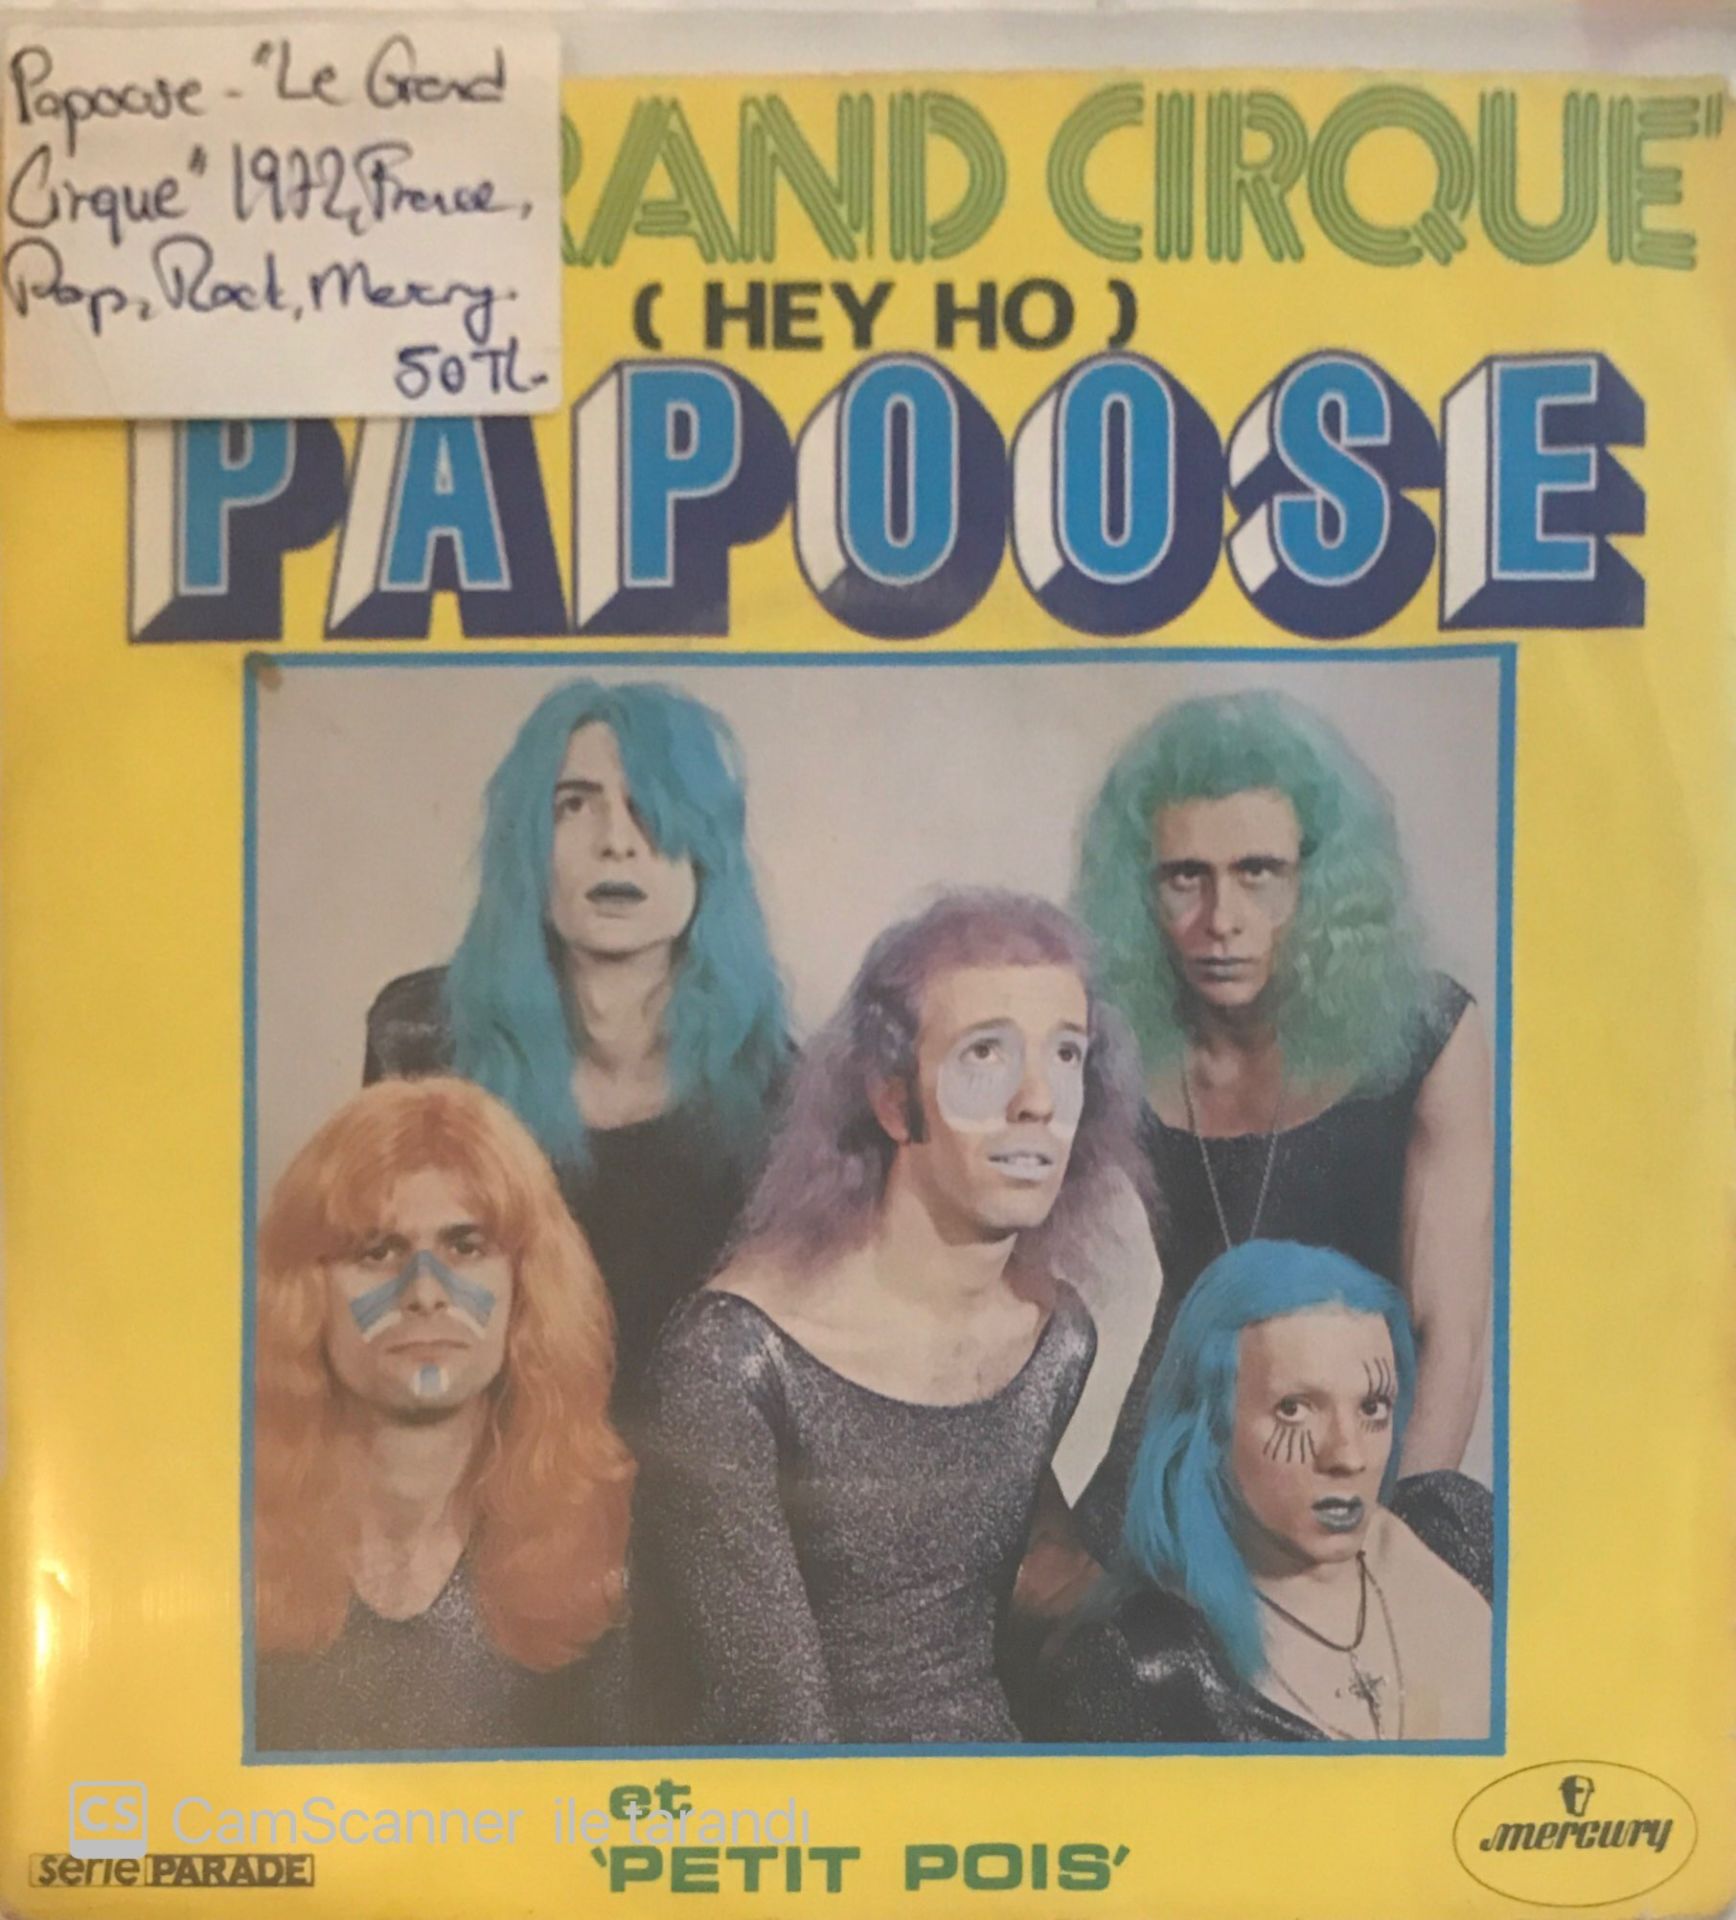 Papoose - "Le Grand
Cirque" 1972, France,
Pop, Rock, Mercury.
50 TL.
RAND CIRQUE"
( HEY HO )
PAPOOSE
et
'PETIT POIS'
série PARADE
mercury
CS CamScanner ile tarandı